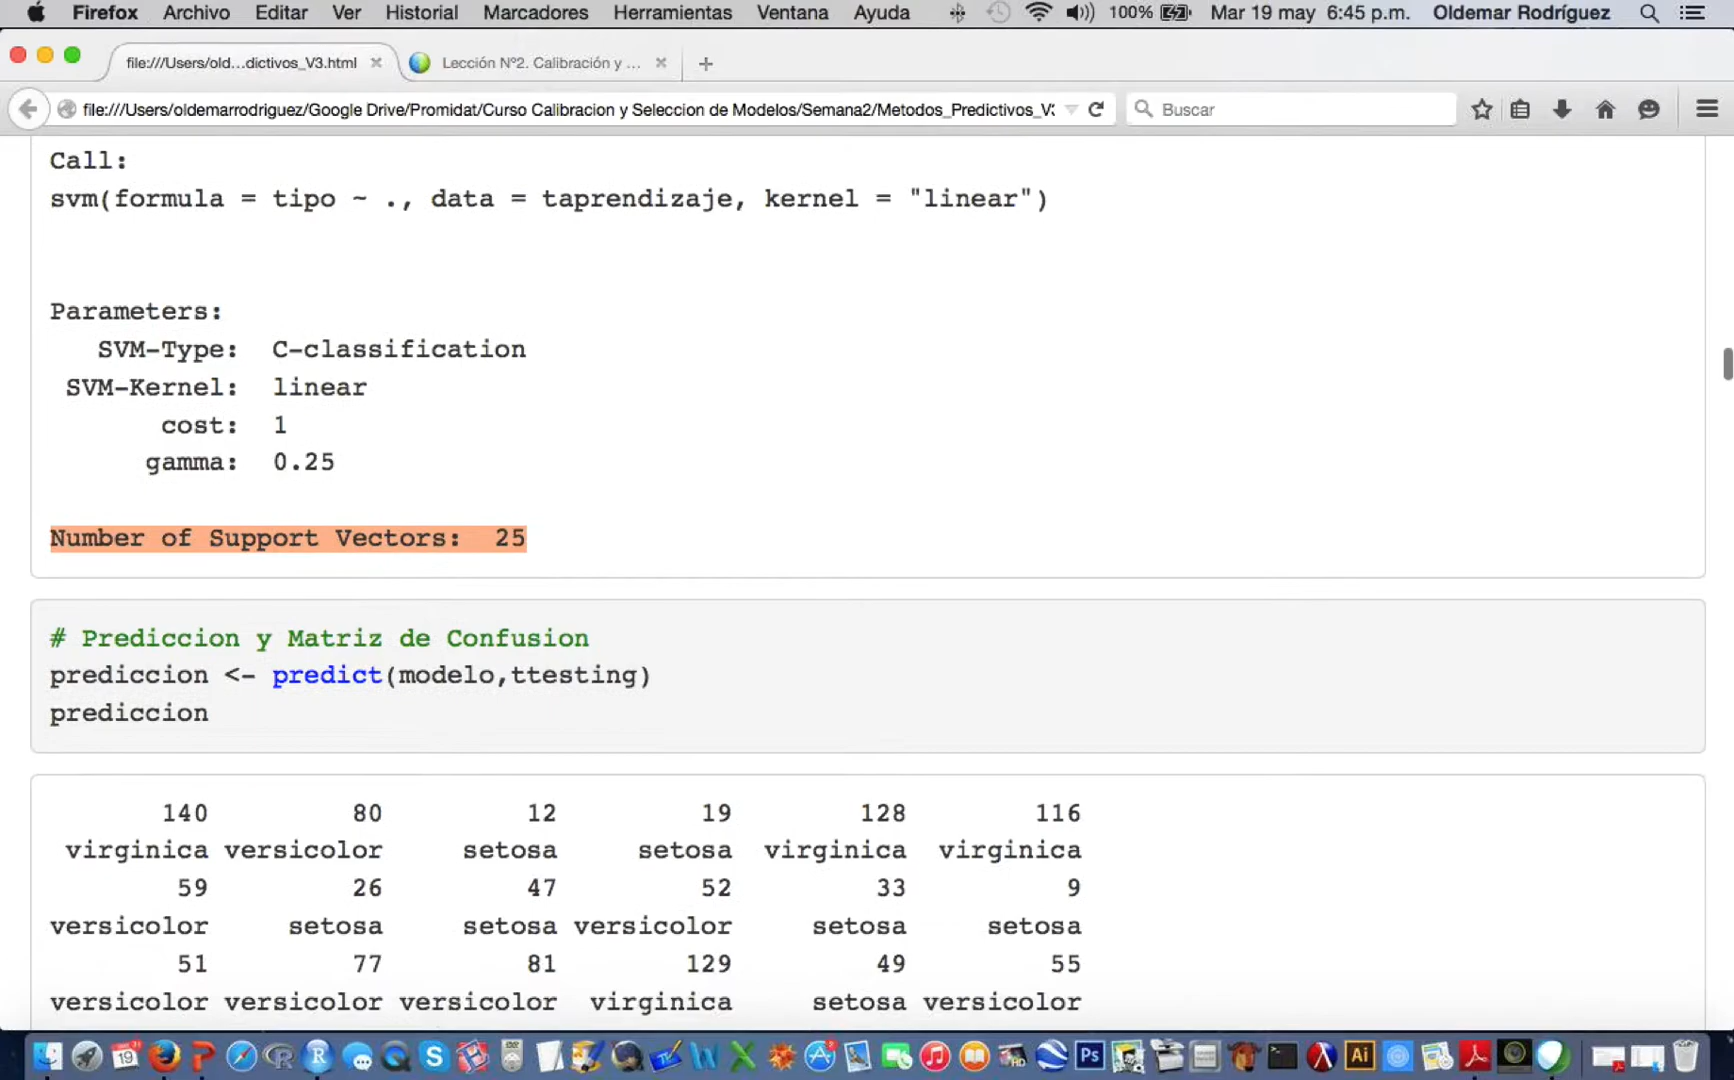 Firefox Archivo Editar Ver Historial Marcadores Herramientas Ventana Ayuda 100% Mar 19 may 6:45 p.m. Oldemar Rodríguez
file:///Users/old...dictivos_V3.html Lección Nº2. Calibración y ...
file:///Users/oldemarrodriguez/Google Drive/Promidat/Curso Calibracion y Seleccion de Modelos/Semana2/Metodos_Predictivos_V: Buscar
Call:
svm(formula = tipo ~ ., data = taprendizaje, kernel = "linear")
Parameters:
SVM-Type: C-classification
SVM-Kernel: linear
cost: 1
gamma: 0.25
Number of Support Vectors: 25
# Prediccion y Matriz de Confusion
prediccion <- predict(modelo,ttesting)
prediccion
140 80 12 19 128 116
virginica versicolor setosa setosa virginica virginica
59 26 47 52 33 9
versicolor setosa setosa versicolor setosa setosa
51 77 81 129 49 55
versicolor versicolor versicolor virginica setosa versicolor
19 Ps Ai